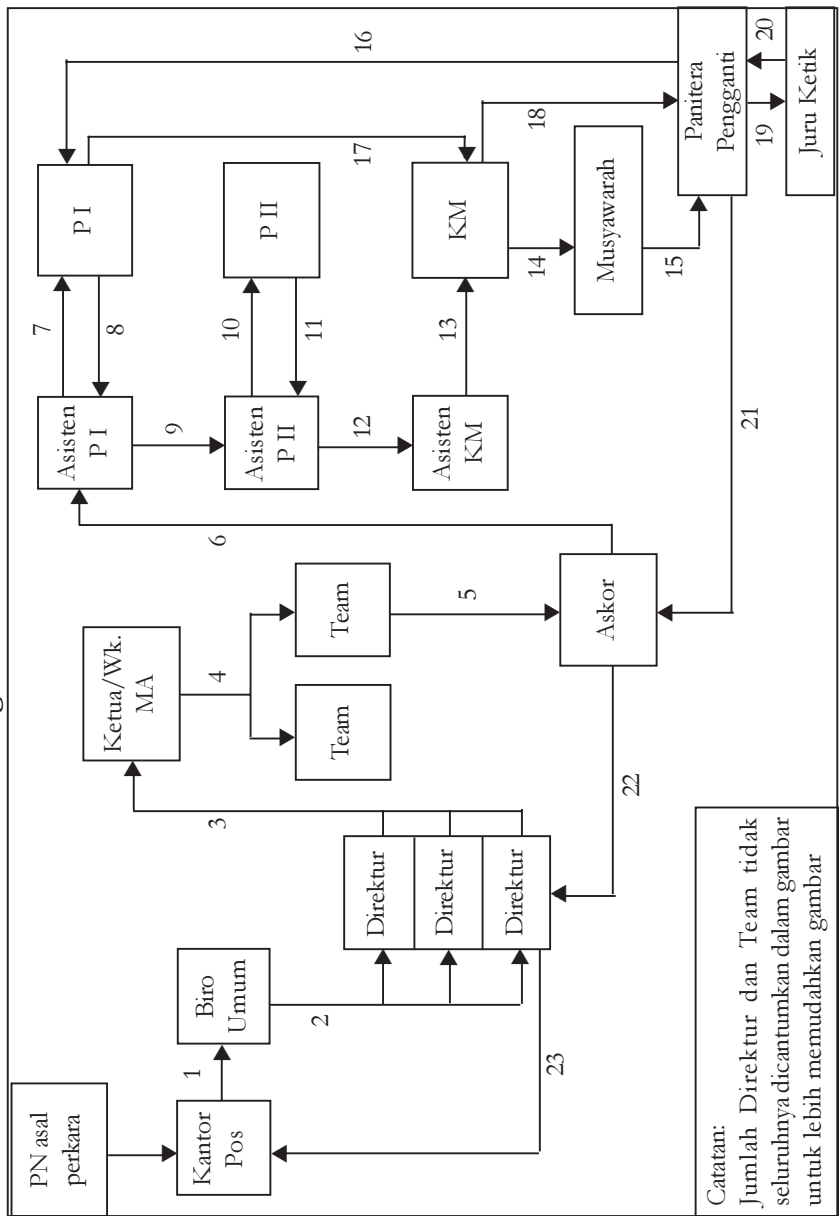 PN asal
perkara
Kantor
Pos
1
Biro
Umum
2
Direktur
Direktur
Direktur
3
Ketua/Wk.
MA
4
Team
Team
5
Askor
6
Asisten
P I
7
8
P I
9
Asisten
P II
10
11
P II
12
Asisten
KM
13
KM
14
Musyawarah
15
16
17
18
Panitera
Pengganti
19
20
Juru Ketik
21
22
23
Catatan:
Jumlah Direktur dan Team tidak
seluruhnya dicantumkan dalam gambar
untuk lebih memudahkan gambar